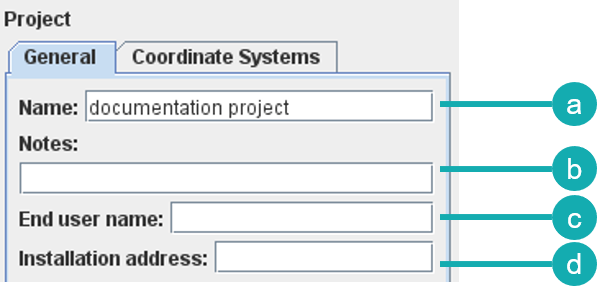 Project
General Coordinate Systems
Name: documentation project a
Notes:
b
End user name: c
Installation address: d